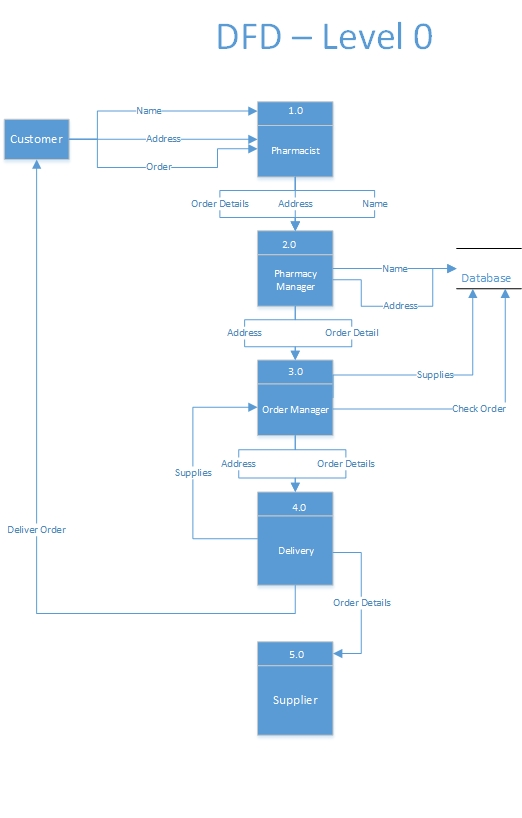 DFD – Level 0
Customer
Name
Address
Order
1.0
Pharmacist
Order Details
Address
Name
2.0
Pharmacy
Manager
Name
Address
Database
Address
Order Detail
3.0
Order Manager
Supplies
Check Order
Supplies
Address
Order Details
4.0
Delivery
Deliver Order
Order Details
5.0
Supplier